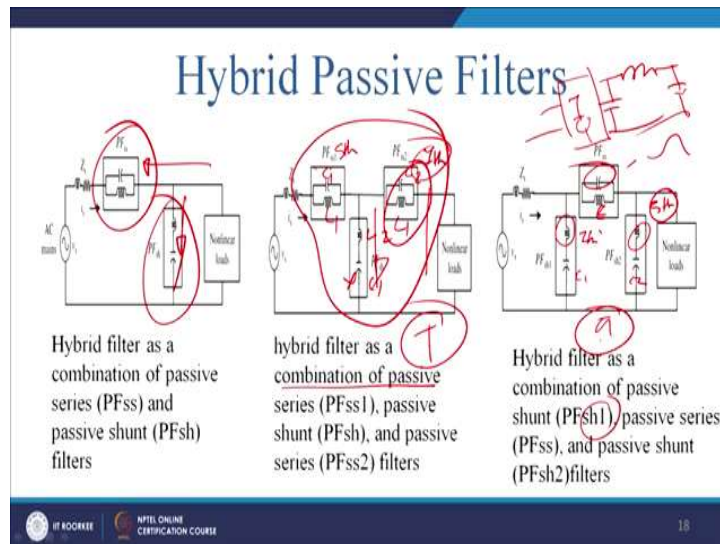 Hybrid Passive Filters
AC
mains
Nonlinear
loads
PFsh
Nonlinear
loads
T
PFsh1
PFsh2
Nonlinear
loads
Hybrid filter as a
combination of passive
series (PFss) and
passive shunt (PFsh)
filters
hybrid filter as a
combination of passive
series (PFss1), passive
shunt (PFsh), and passive
series (PFss2) filters
Hybrid filter as a
combination of passive
shunt (PFsh1), passive series
(PFss), and passive shunt
(PFsh2)filters
IIT ROORKEE
NPTEL ONLINE
CERTIFICATION COURSE
18